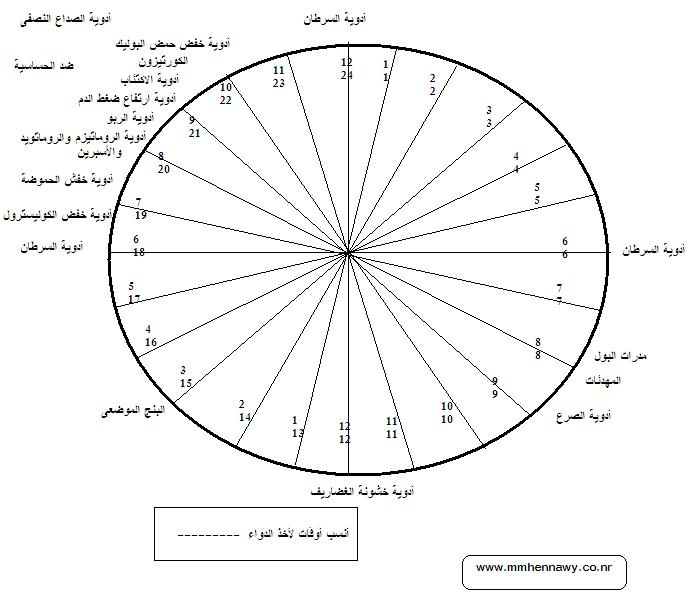 أدوية الصداع النصفى
أدوية السرطان
أدوية خفض حمض البوليك
الكورتيزون
ضد الحساسية
أدوية الاكتئاب
أدوية ارتفاع ضغط الدم
أدوية الربو
أدوية الروماتيزم والروماتويد
والأسبرين
أدوية خفش الحموضة
أدوية خفض الكوليسترول
أدوية السرطان
أدوية السرطان
مدرات البول
المهدئات
أدوية الصرع
البنج الموضعى
أدوية خشونة الغضاريف
12
24
1
1
2
2
3
3
4
4
5
5
6
6
7
7
8
8
9
9
10
10
11
11
12
12
1
13
2
14
3
15
4
16
5
17
6
18
7
19
8
20
9
21
10
22
11
23
أنسب أوقات لأخذ الدواء ---------
www.mmhennawy.co.nr